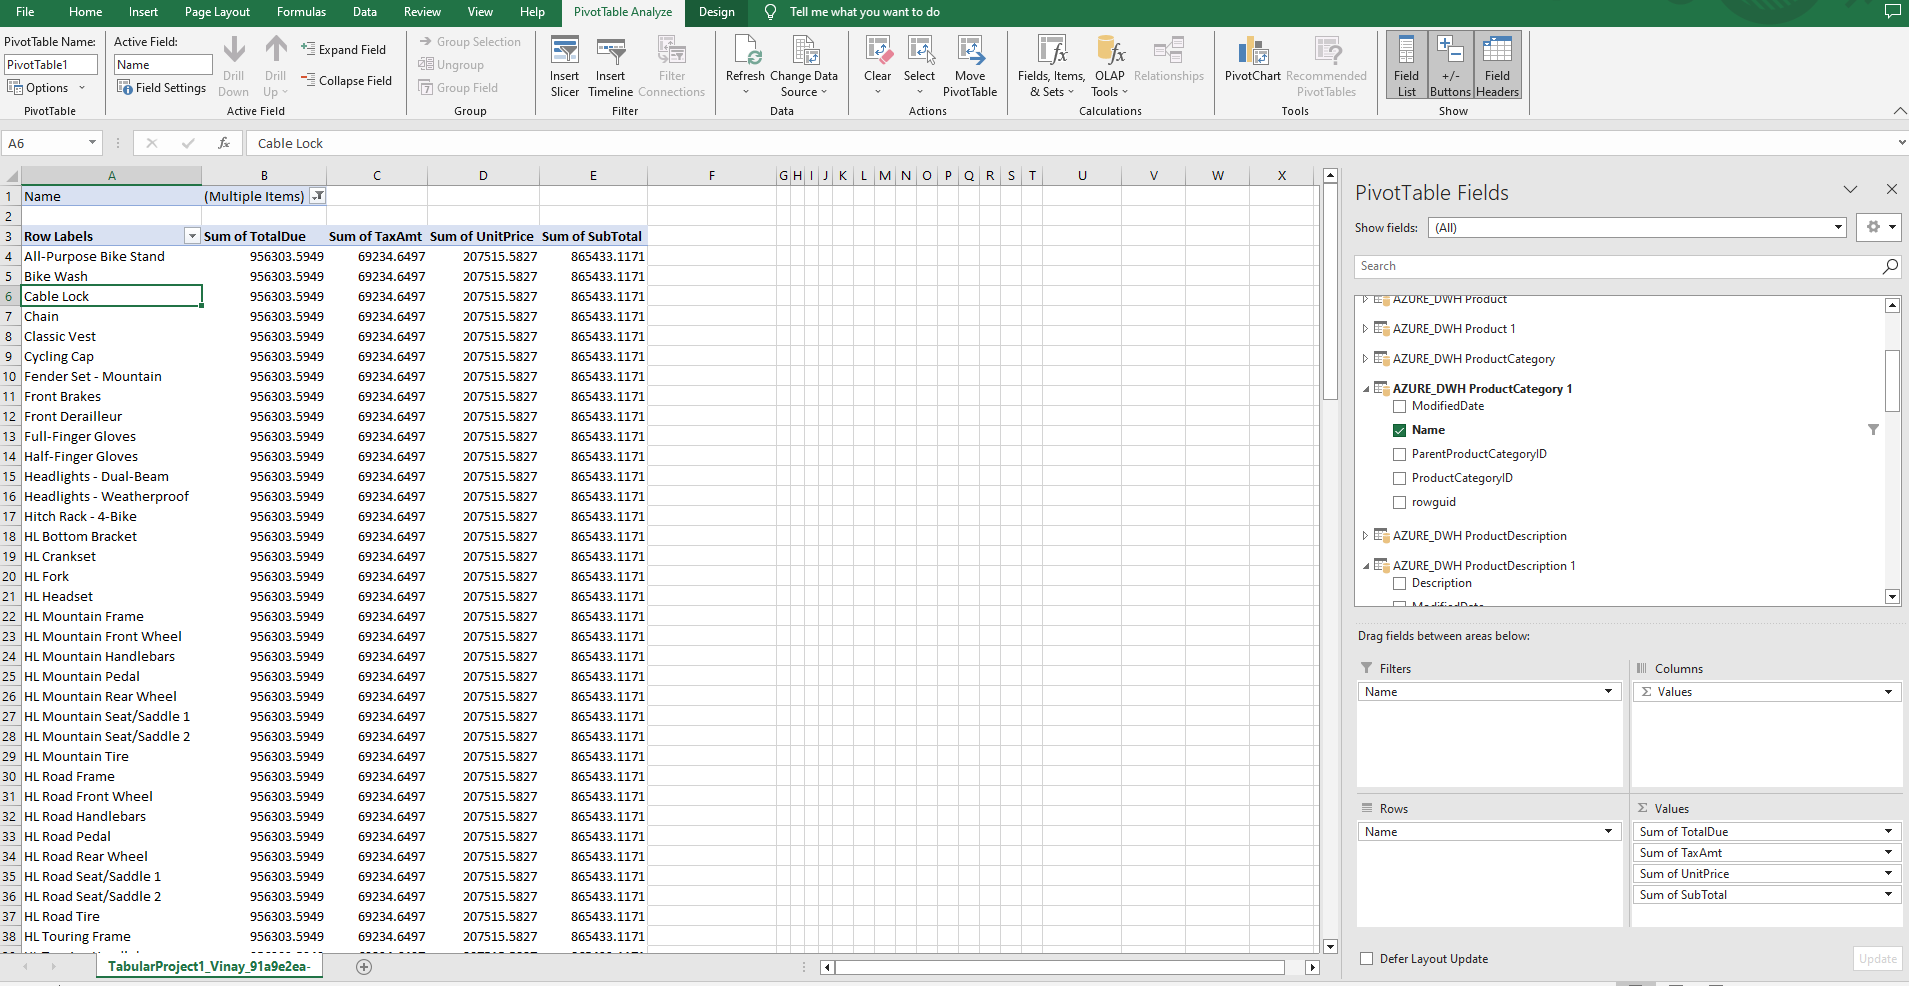 File Home Insert Page Layout Formulas Data Review View Help PivotTable Analyze Design Tell me what you want to do
PivotTable Name:
PivotTable1
Options
PivotTable
Active Field:
Name
Field Settings
Drill Down
Drill Up
Expand Field
Collapse Field
Active Field
Group Selection
Ungroup
Group Field
Group
Insert Slicer
Insert Timeline
Filter Connections
Filter
Refresh
Change Data Source
Data
Clear
Select
Move PivotTable
Actions
Fields, Items, & Sets
OLAP Tools
Relationships
Calculations
PivotChart
Recommended PivotTables
Tools
Field List
+/- Buttons
Field Headers
Show
A6 fx Cable Lock
A B C D E F G H I J K L M N O P Q R S T U V W X
1 Name (Multiple Items)
2
3 Row Labels Sum of TotalDue Sum of TaxAmt Sum of UnitPrice Sum of SubTotal
4 All-Purpose Bike Stand 956303.5949 69234.6497 207515.5827 865433.1171
5 Bike Wash 956303.5949 69234.6497 207515.5827 865433.1171
6 Cable Lock 956303.5949 69234.6497 207515.5827 865433.1171
7 Chain 956303.5949 69234.6497 207515.5827 865433.1171
8 Classic Vest 956303.5949 69234.6497 207515.5827 865433.1171
9 Cycling Cap 956303.5949 69234.6497 207515.5827 865433.1171
10 Fender Set - Mountain 956303.5949 69234.6497 207515.5827 865433.1171
11 Front Brakes 956303.5949 69234.6497 207515.5827 865433.1171
12 Front Derailleur 956303.5949 69234.6497 207515.5827 865433.1171
13 Full-Finger Gloves 956303.5949 69234.6497 207515.5827 865433.1171
14 Half-Finger Gloves 956303.5949 69234.6497 207515.5827 865433.1171
15 Headlights - Dual-Beam 956303.5949 69234.6497 207515.5827 865433.1171
16 Headlights - Weatherproof 956303.5949 69234.6497 207515.5827 865433.1171
17 Hitch Rack - 4-Bike 956303.5949 69234.6497 207515.5827 865433.1171
18 HL Bottom Bracket 956303.5949 69234.6497 207515.5827 865433.1171
19 HL Crankset 956303.5949 69234.6497 207515.5827 865433.1171
20 HL Fork 956303.5949 69234.6497 207515.5827 865433.1171
21 HL Headset 956303.5949 69234.6497 207515.5827 865433.1171
22 HL Mountain Frame 956303.5949 69234.6497 207515.5827 865433.1171
23 HL Mountain Front Wheel 956303.5949 69234.6497 207515.5827 865433.1171
24 HL Mountain Handlebars 956303.5949 69234.6497 207515.5827 865433.1171
25 HL Mountain Pedal 956303.5949 69234.6497 207515.5827 865433.1171
26 HL Mountain Rear Wheel 956303.5949 69234.6497 207515.5827 865433.1171
27 HL Mountain Seat/Saddle 1 956303.5949 69234.6497 207515.5827 865433.1171
28 HL Mountain Seat/Saddle 2 956303.5949 69234.6497 207515.5827 865433.1171
29 HL Mountain Tire 956303.5949 69234.6497 207515.5827 865433.1171
30 HL Road Frame 956303.5949 69234.6497 207515.5827 865433.1171
31 HL Road Front Wheel 956303.5949 69234.6497 207515.5827 865433.1171
32 HL Road Handlebars 956303.5949 69234.6497 207515.5827 865433.1171
33 HL Road Pedal 956303.5949 69234.6497 207515.5827 865433.1171
34 HL Road Rear Wheel 956303.5949 69234.6497 207515.5827 865433.1171
35 HL Road Seat/Saddle 1 956303.5949 69234.6497 207515.5827 865433.1171
36 HL Road Seat/Saddle 2 956303.5949 69234.6497 207515.5827 865433.1171
37 HL Road Tire 956303.5949 69234.6497 207515.5827 865433.1171
38 HL Touring Frame 956303.5949 69234.6497 207515.5827 865433.1171
TabularProject1_Vinay_91a9e2ea-
PivotTable Fields
Show fields: (All)
Search
AZURE_DWH Product
AZURE_DWH Product 1
AZURE_DWH ProductCategory
AZURE_DWH ProductCategory 1
ModifiedDate
Name
ParentProductCategoryID
ProductCategoryID
rowguid
AZURE_DWH ProductDescription
AZURE_DWH ProductDescription 1
Description
ModifiedDate
Drag fields between areas below:
Filters
Name
Columns
Σ Values
Rows
Name
Σ Values
Sum of TotalDue
Sum of TaxAmt
Sum of UnitPrice
Sum of SubTotal
Defer Layout Update
Update